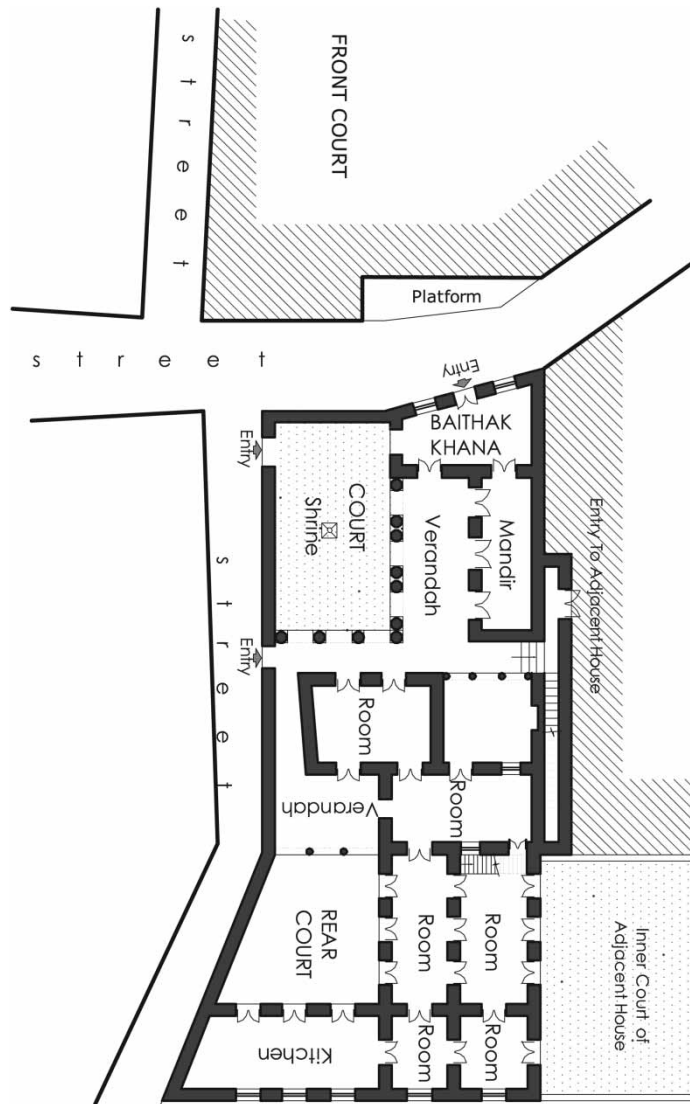 street
FRONT COURT
Platform
street
Entry
BAITHAK
KHANA
Entry
COURT
Shrine
Verandah
Mandir
Entry To Adjacent House
street
Entry
Room
Room
Verandah
REAR
COURT
Room
Room
Inner Court of
Adjacent House
Kitchen
Room
Room